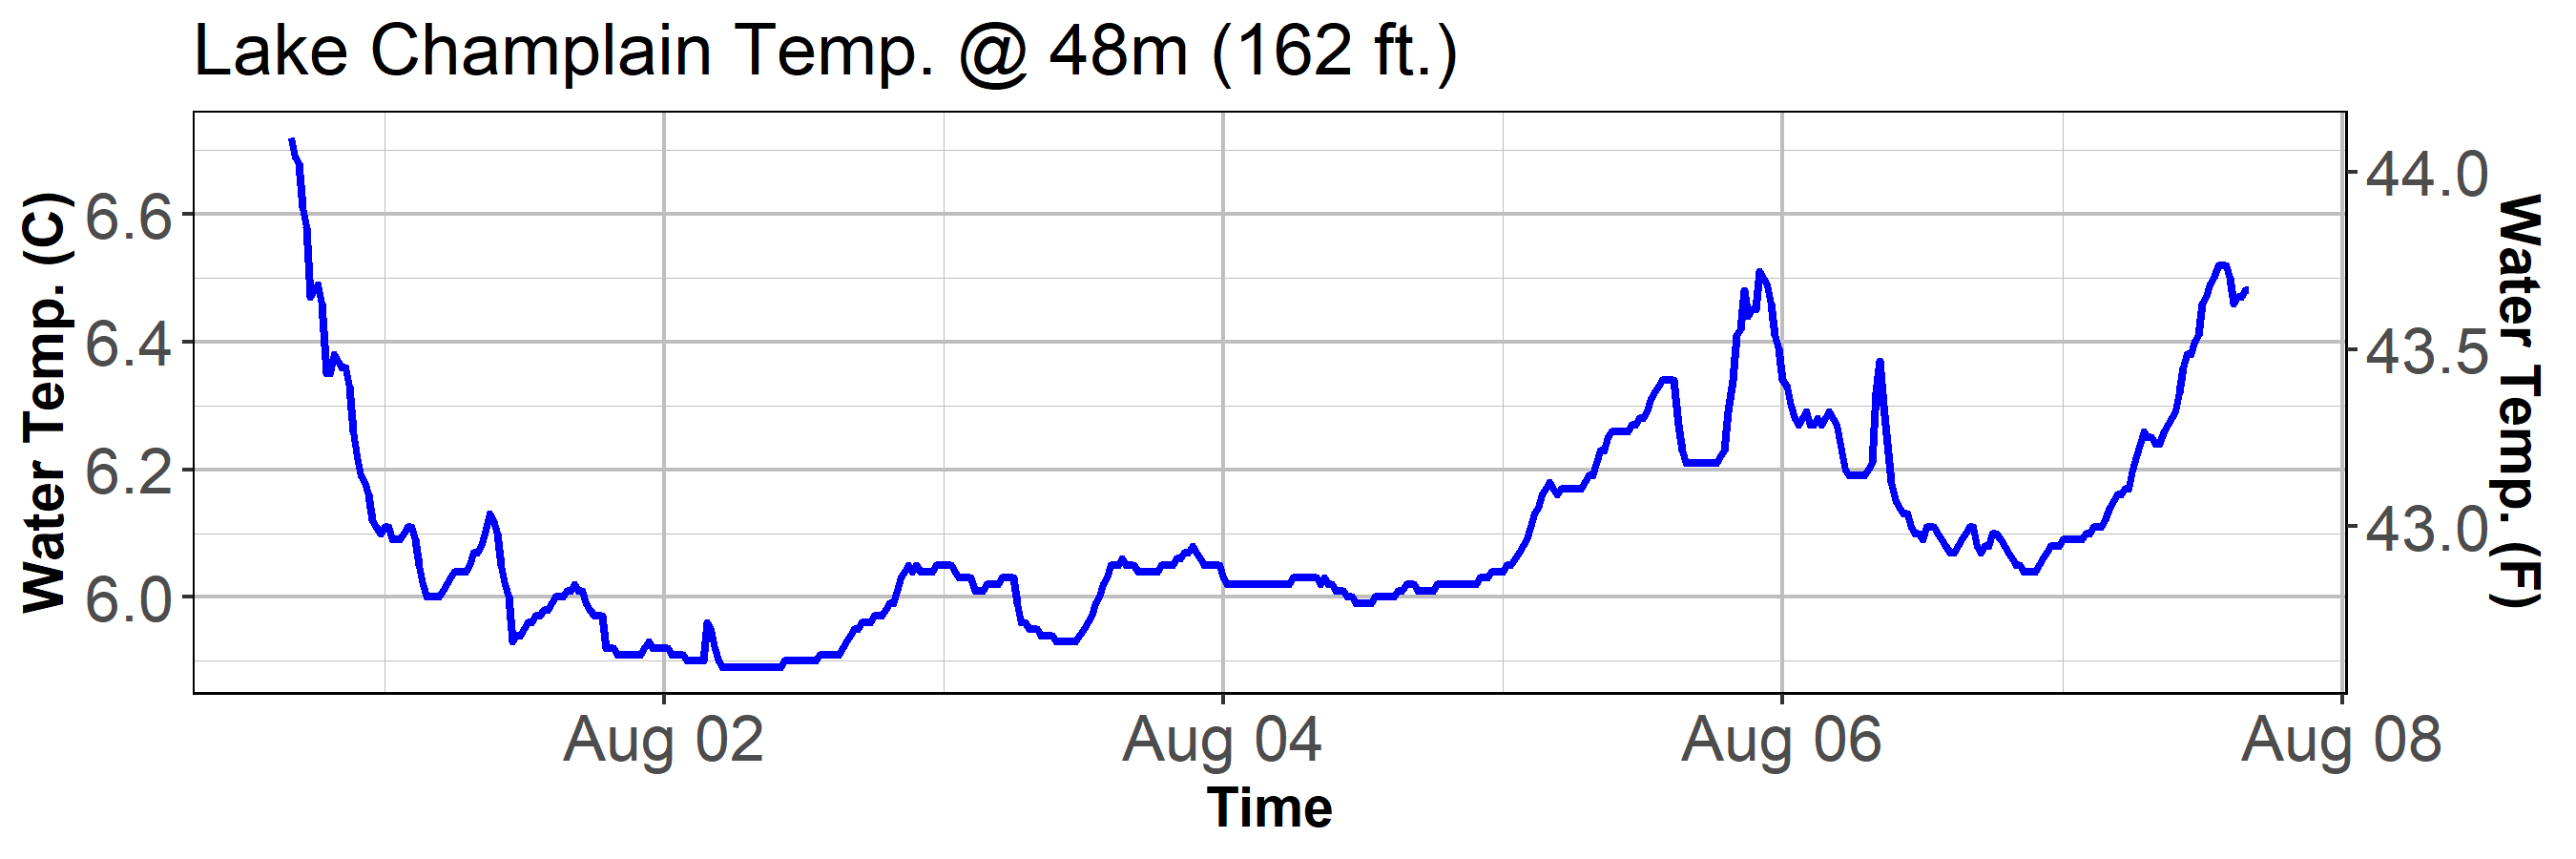 Lake Champlain Temp. @ 48m (162 ft.)
Water Temp. (C)
6.6
6.4
6.2
6.0
44.0
43.5
43.0
Water Temp. (F)
Aug 02 Aug 04 Aug 06 Aug 08
Time